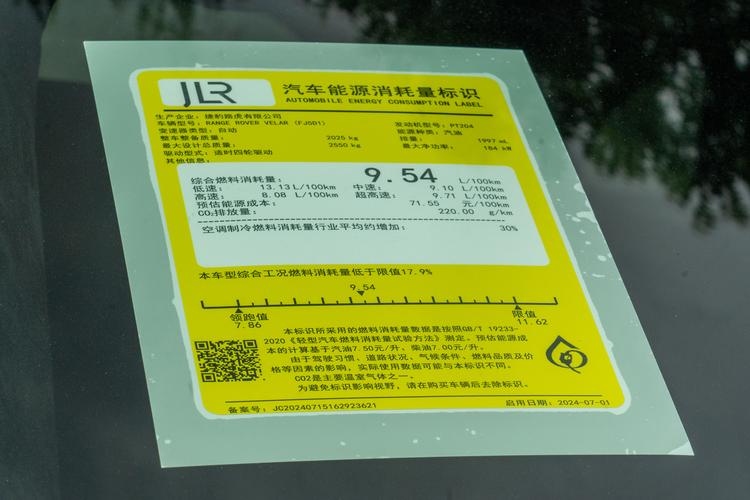 JLR
汽车能源消耗量标识
AUTOMOBILE ENERGY CONSUMPTION LABEL
生产企业：捷豹路虎有限公司
车辆型号：RANGE ROVER VELAR (FJ5D1) 发动机型号：PT204
变速器类型：自动 能源种类：汽油
整车整备质量： 2025 kg 排量： 1997 mL
最大设计总质量： 2550 kg 最大净功率： 184 kW
驱动型式：适时四轮驱动
其他信息：
综合燃料消耗量： 9.54 L/100km
低速： 13.13 L/100km 中速： 9.10 L/100km
高速： 8.08 L/100km 超高速： 9.71 L/100km
预估能源成本： 71.55 元/100km
CO₂排放量： 220.00 g/km
空调制冷燃料消耗量行业平均约增加： 30%
本车型综合工况燃料消耗量低于限值17.9%
9.54
领跑值 限值
7.86 11.62
本标识所采用的燃料消耗量数据是按照GB/T 19233-
2020《轻型汽车燃料消耗量试验方法》测定。预估能源成
本的计算基于汽油7.50元/升、柴油7.00元/升。
由于驾驶习惯、道路状况、气候条件、燃料品质及价
格等因素的影响，实际使用数据可能与本标识不同。
CO2是主要温室气体之一。
为避免标识影响视野，请在购买车辆后去除标识。
备案号：JC20240715162923621 启用日期：2024-07-01